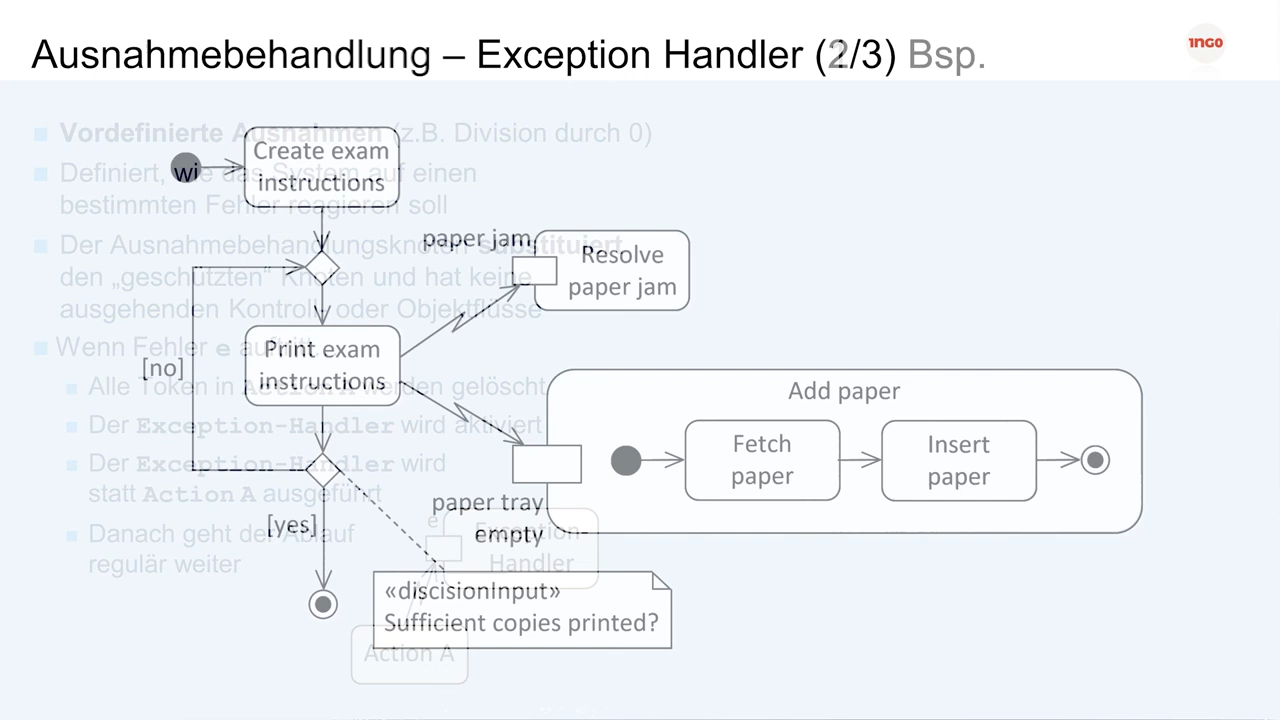 Ausnahmebehandlung – Exception Handler (2/3) Bsp.
INGO
Vordefinierte Ausnahmen (z.B. Division durch 0)
Definiert, wie das System auf einen
bestimmten Fehler reagieren soll
Der Ausnahmebehandlungsknoten substituiert
den „geschützten“ Knoten und hat keine
ausgehenden Kontroll- oder Objektflüsse
Wenn Fehler e auftritt
Alle Token in Action A werden gelöscht
Der Exception-Handler wird aktiviert
Der Exception-Handler wird
statt Action A ausgeführt
Danach geht der Ablauf
regulär weiter
e
Exception-
Handler
Action A
Create exam
instructions
paper jam
Resolve
paper jam
Print exam
instructions
[no]
Add paper
Fetch
paper
Insert
paper
paper tray
empty
[yes]
«discisionInput»
Sufficient copies printed?